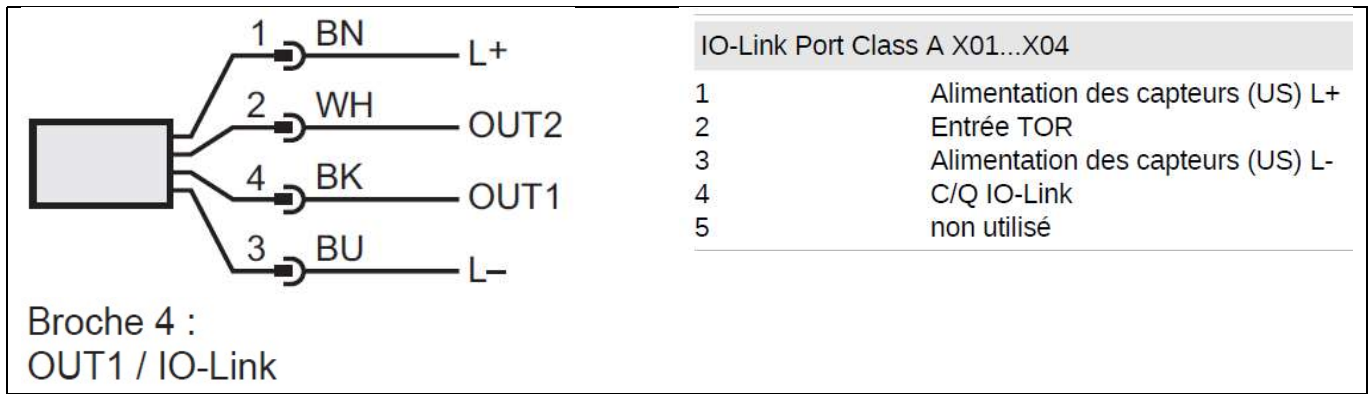 1 BN L+
2 WH OUT2
4 BK OUT1
3 BU L–
Broche 4 :
OUT1 / IO-Link
IO-Link Port Class A X01...X04
1 Alimentation des capteurs (US) L+
2 Entrée TOR
3 Alimentation des capteurs (US) L-
4 C/Q IO-Link
5 non utilisé